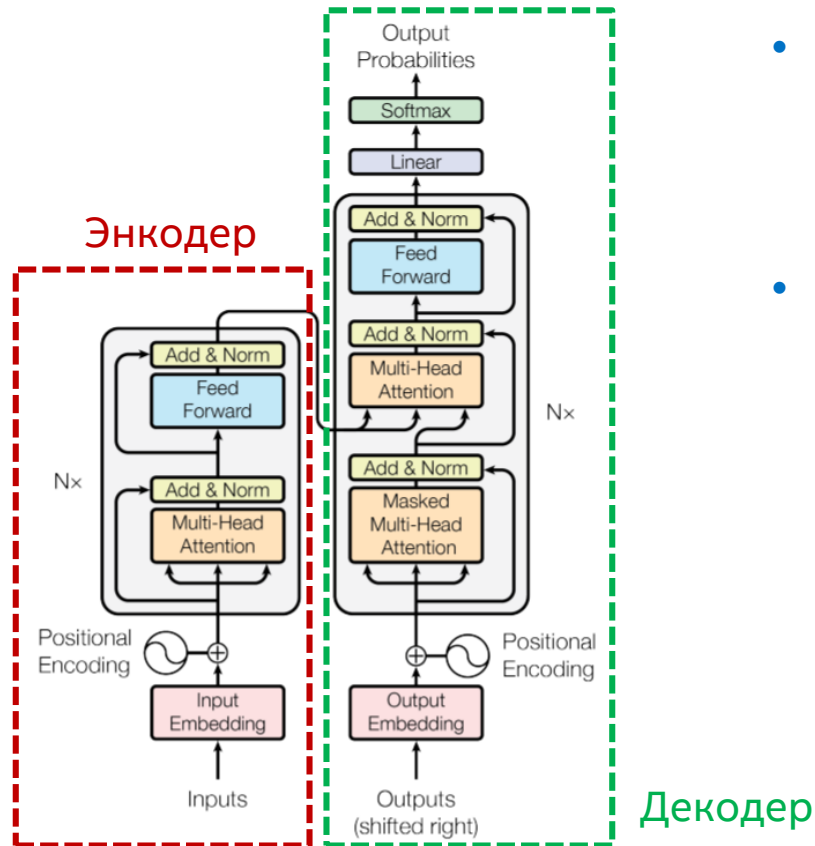 Энкодер
Add & Norm
Feed
Forward
Nx
Add & Norm
Multi-Head
Attention
Positional
Encoding
Input
Embedding
Inputs
Output
Probabilities
Softmax
Linear
Add & Norm
Feed
Forward
Add & Norm
Multi-Head
Attention
Nx
Add & Norm
Masked
Multi-Head
Attention
Positional
Encoding
Output
Embedding
Outputs
(shifted right)
Декодер